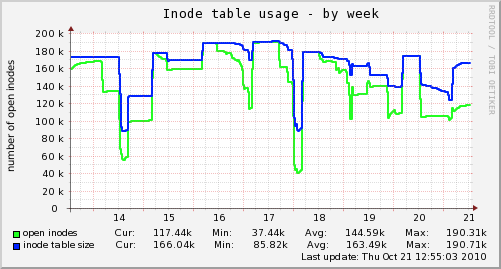 Inode table usage - by week
RRDTOOL / TOBI OETIKER
number of open inodes
200 k
180 k
160 k
140 k
120 k
100 k
80 k
60 k
40 k
20 k
0
14 15 16 17 18 19 20 21
open inodes Cur: 117.44k Min: 37.44k Avg: 144.59k Max: 190.31k
inode table size Cur: 166.04k Min: 85.82k Avg: 163.49k Max: 190.71k
Last update: Thu Oct 21 12:55:03 2010